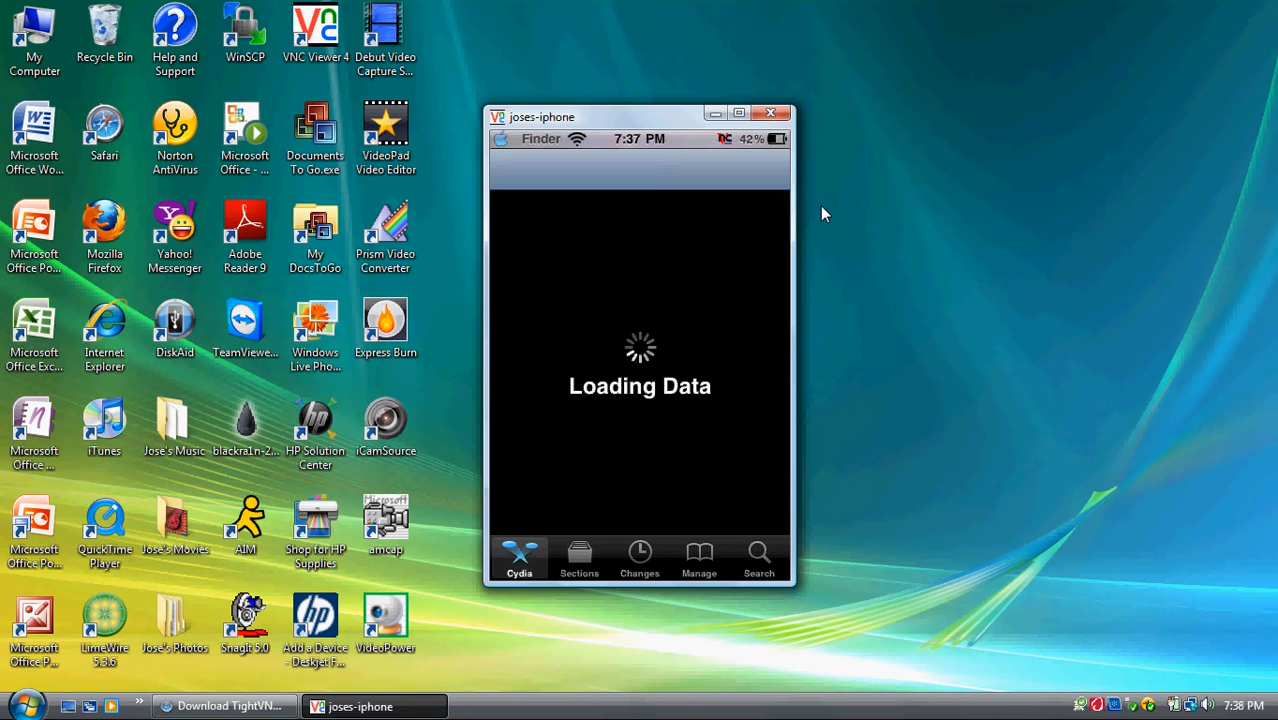 My Computer
Recycle Bin
Help and Support
WinSCP
VNC Viewer 4
Debut Video Capture S...
Microsoft Office Wo...
Safari
Norton AntiVirus
Microsoft Office - ...
Documents To Go.exe
VideoPad Video Editor
Microsoft Office Po...
Mozilla Firefox
Yahoo! Messenger
Adobe Reader 9
My DocsToGo
Prism Video Converter
Microsoft Office Exc...
Internet Explorer
DiskAid
TeamViewe...
Windows Live Pho...
Express Burn
Microsoft Office ...
iTunes
Jose's Music
blackra1n-2...
HP Solution Center
iCamSource
Microsoft Office Po...
QuickTime Player
Jose's Movies
AIM
Shop for HP Supplies
Microsoft
amcap
Microsoft Office P...
LimeWire 5.3.6
Jose's Photos
SnagIt 5.0
Add a Device - Deskjet F...
VideoPower
joses-iphone
Finder 7:37 PM 42%
Loading Data
Cydia Sections Changes Manage Search
Download TightVN... joses-iphone 7:38 PM